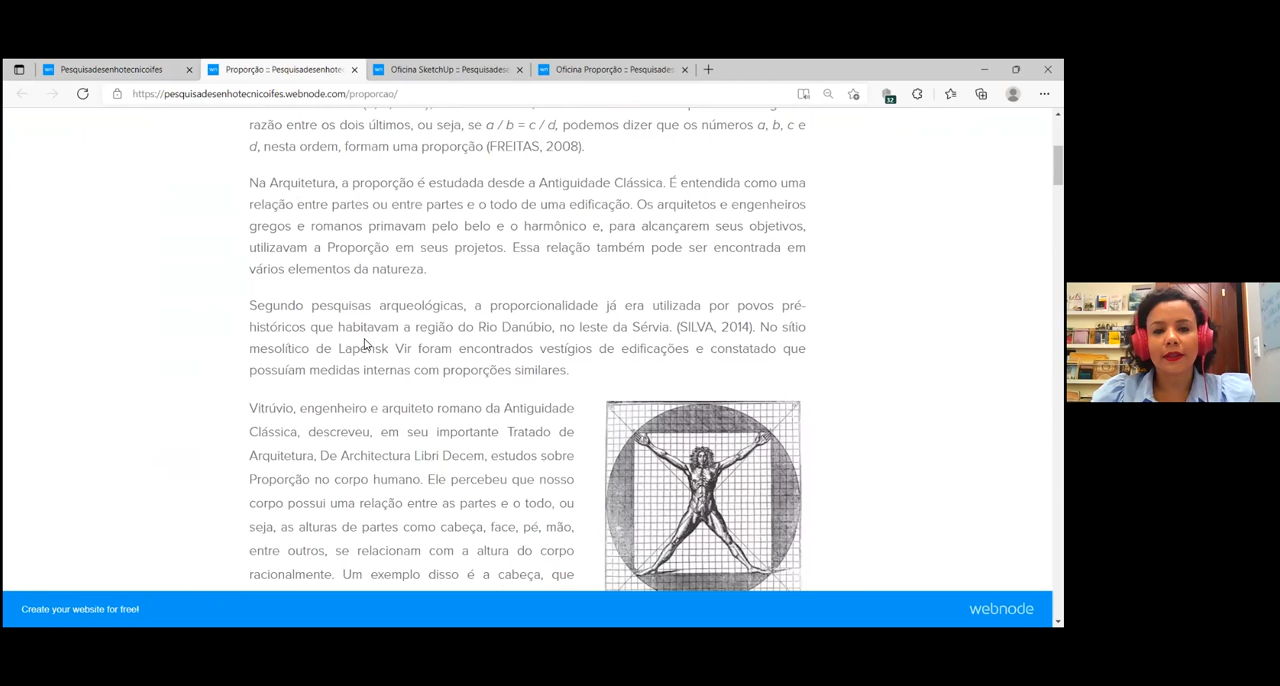 Pesquisadesenhotecnicoifes
Proporção :: Pesquisadesenhote
Oficina SketchUp :: Pesquisades
Oficina Proporção :: Pesquisades
https://pesquisadesenhotecnicoifes.webnode.com/proporcao/
32
razão entre os dois últimos, ou seja, se a / b = c / d, podemos dizer que os números a, b, c e
d, nesta ordem, formam uma proporção (FREITAS, 2008).
Na Arquitetura, a proporção é estudada desde a Antiguidade Clássica. É entendida como uma
relação entre partes ou entre partes e o todo de uma edificação. Os arquitetos e engenheiros
gregos e romanos primavam pelo belo e o harmônico e, para alcançarem seus objetivos,
utilizavam a Proporção em seus projetos. Essa relação também pode ser encontrada em
vários elementos da natureza.
Segundo pesquisas arqueológicas, a proporcionalidade já era utilizada por povos pré-
históricos que habitavam a região do Rio Danúbio, no leste da Sérvia. (SILVA, 2014). No sítio
mesolítico de Lapensk Vir foram encontrados vestígios de edificações e constatado que
possuíam medidas internas com proporções similares.
Vitrúvio, engenheiro e arquiteto romano da Antiguidade
Clássica, descreveu, em seu importante Tratado de
Arquitetura, De Architectura Libri Decem, estudos sobre
Proporção no corpo humano. Ele percebeu que nosso
corpo possui uma relação entre as partes e o todo, ou
seja, as alturas de partes como cabeça, face, pé, mão,
entre outros, se relacionam com a altura do corpo
racionalmente. Um exemplo disso é a cabeça, que
Create your website for free!
webnode